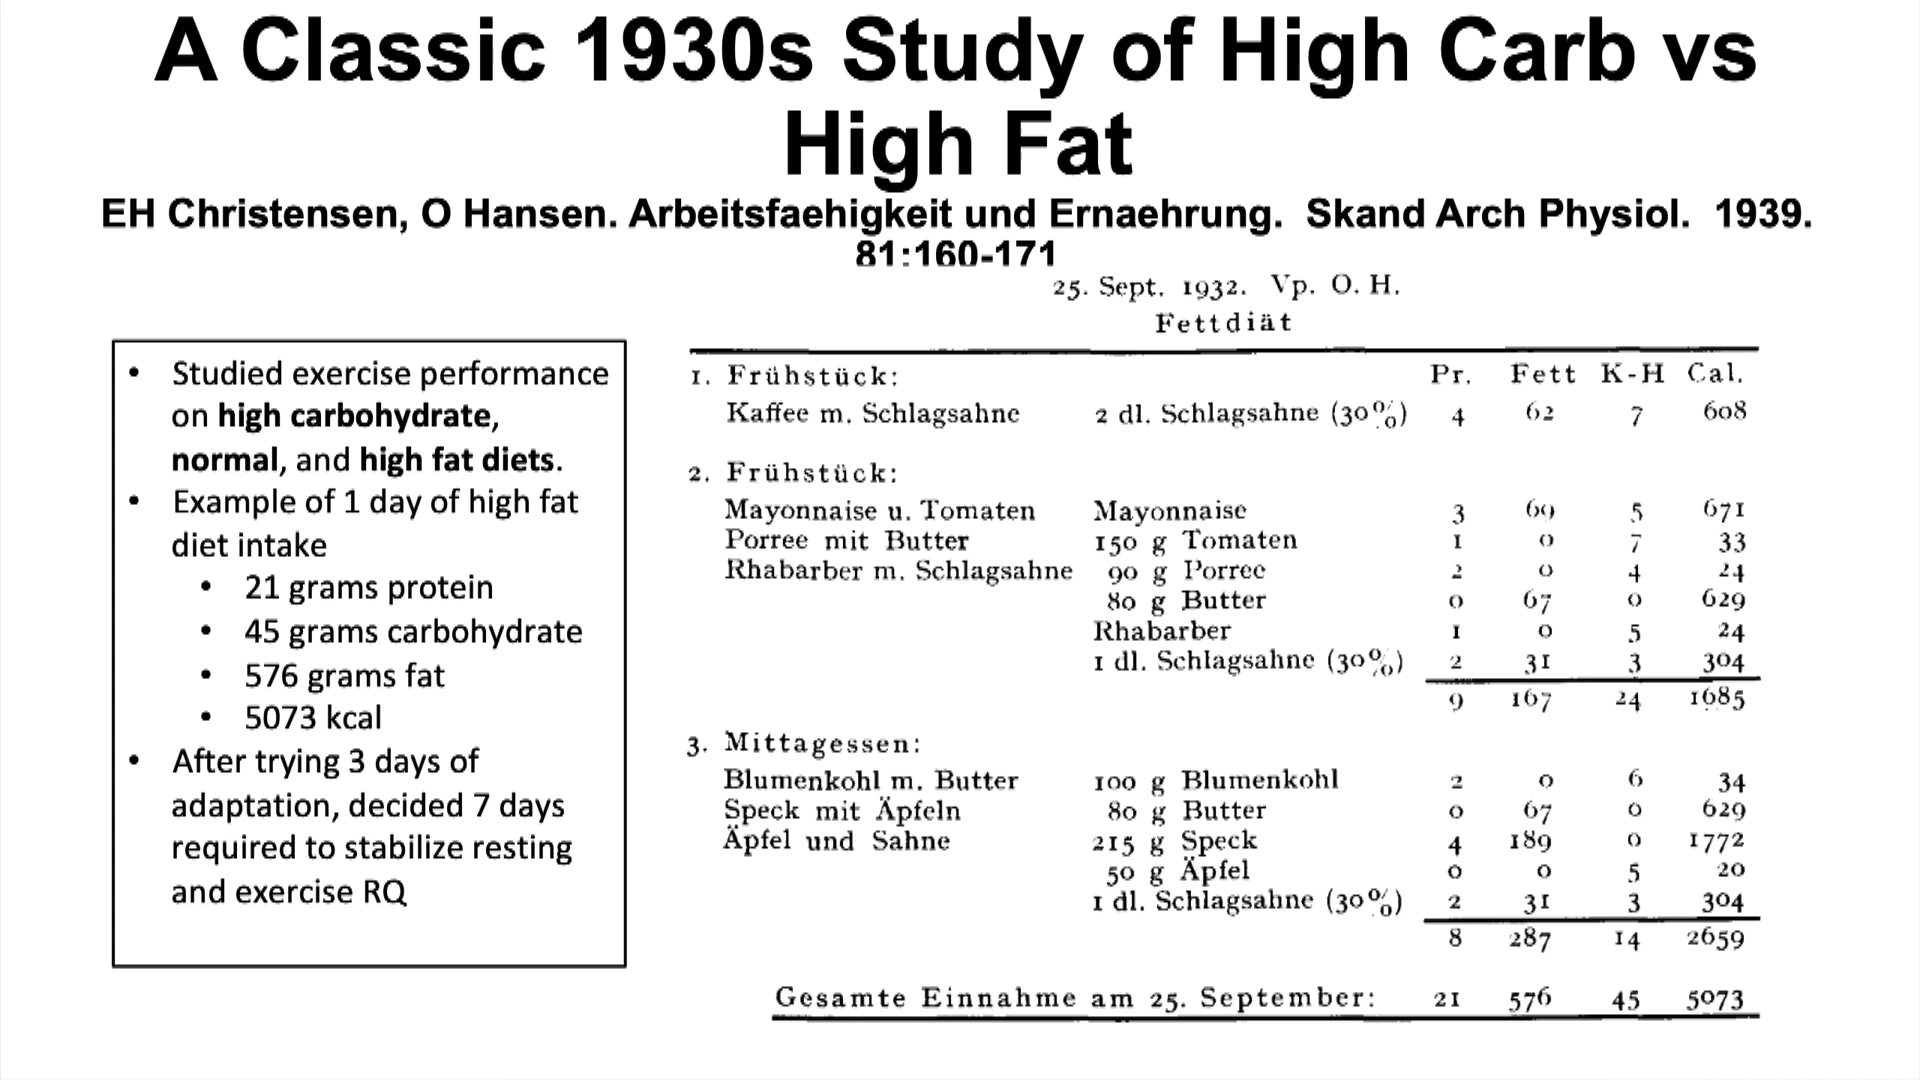 A Classic 1930s Study of High Carb vs
High Fat
EH Christensen, O Hansen. Arbeitsfaehigkeit und Ernaehrung. Skand Arch Physiol. 1939.
81:160-171
• Studied exercise performance
on high carbohydrate,
normal, and high fat diets.
• Example of 1 day of high fat
diet intake
• 21 grams protein
• 45 grams carbohydrate
• 576 grams fat
• 5073 kcal
• After trying 3 days of
adaptation, decided 7 days
required to stabilize resting
and exercise RQ
25. Sept. 1932. Vp. O. H.
Fettdiät
1. Frühstück: Pr. Fett K-H Cal.
Kaffee m. Schlagsahne 2 dl. Schlagsahne (30%) 4 62 7 608
2. Frühstück:
Mayonnaise u. Tomaten Mayonnaise 3 69 5 671
Porree mit Butter 150 g Tomaten 1 0 7 33
Rhabarber m. Schlagsahne 90 g Porree 2 0 4 24
80 g Butter 0 67 0 629
Rhabarber 1 0 5 24
1 dl. Schlagsahne (30%) 2 31 3 304
9 167 24 1685
3. Mittagessen:
Blumenkohl m. Butter 100 g Blumenkohl 2 0 6 34
Speck mit Äpfeln 80 g Butter 0 67 0 629
Äpfel und Sahne 215 g Speck 4 189 0 1772
50 g Äpfel 0 0 5 20
1 dl. Schlagsahne (30%) 2 31 3 304
8 287 14 2659
Gesamte Einnahme am 25. September: 21 576 45 5073